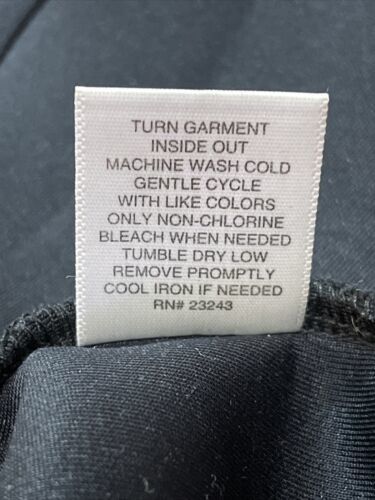 TURN GARMENT
INSIDE OUT
MACHINE WASH COLD
GENTLE CYCLE
WITH LIKE COLORS
ONLY NON-CHLORINE
BLEACH WHEN NEEDED
TUMBLE DRY LOW
REMOVE PROMPTLY
COOL IRON IF NEEDED
RN# 23243